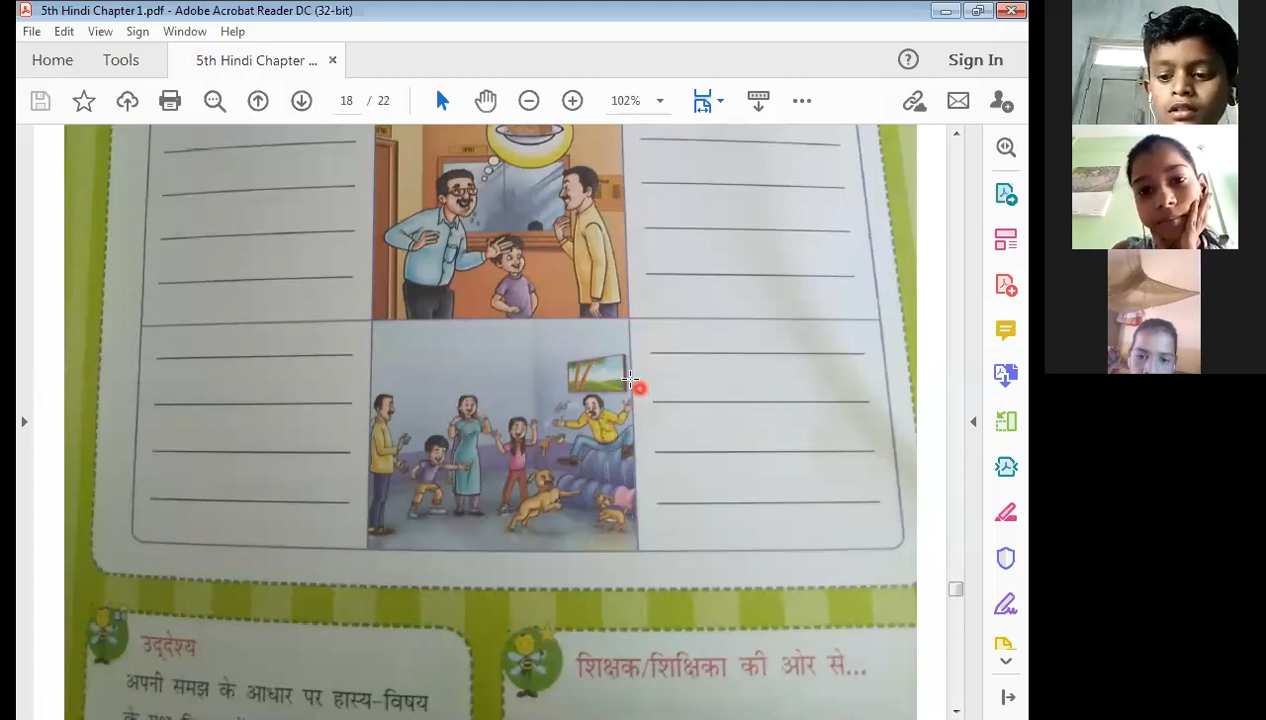 5th Hindi Chapter 1.pdf - Adobe Acrobat Reader DC (32-bit)
File Edit View Sign Window Help
Home Tools 5th Hindi Chapter ... × Sign In
18 / 22 102%
जमा
उद्देश्य
शिक्षक/शिक्षिका की ओर से...
अपनी समझ के आधार पर हास्य-विषय